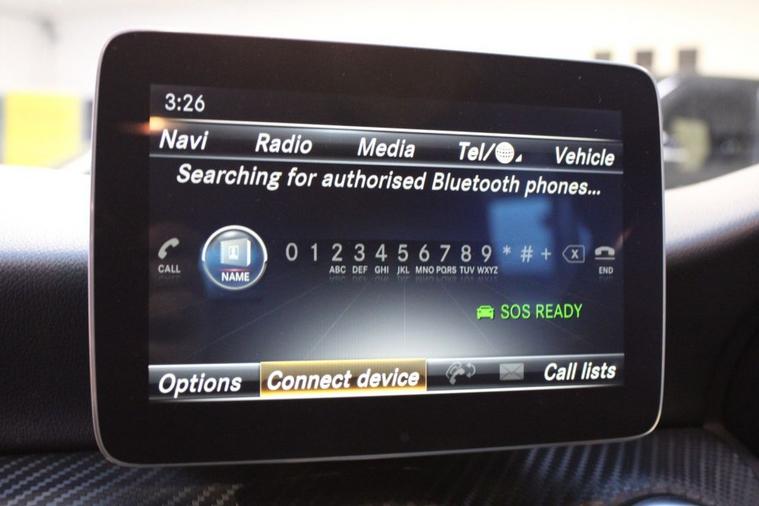 3:26
Navi Radio Media Tel/ Vehicle
Searching for authorised Bluetooth phones...
CALL NAME 0 1 2 3 4 5 6 7 8 9 * # + END
ABC DEF GHI JKL MNO PQRS TUV WXYZ
SOS READY
Options Connect device Call lists